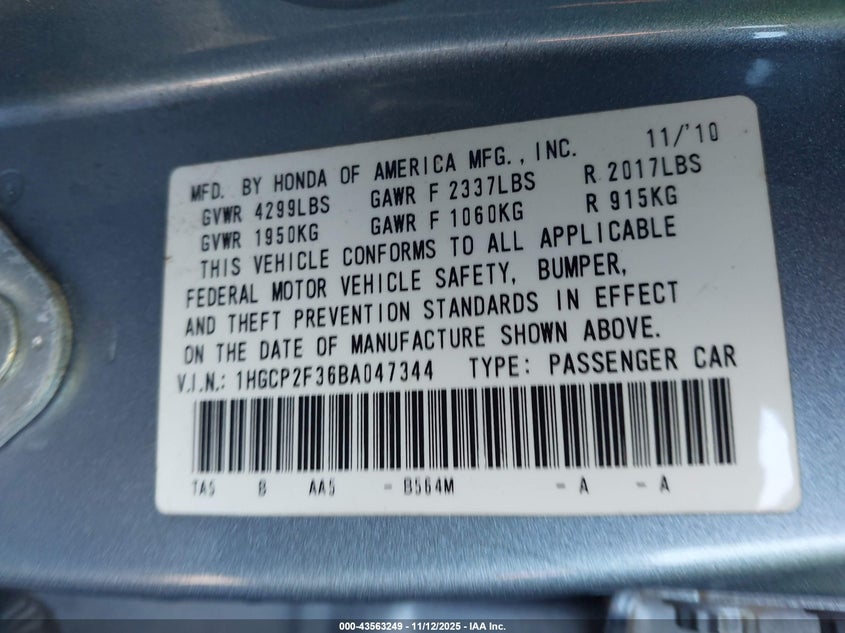 MFD. BY HONDA OF AMERICA MFG., INC. 11/'10
GVWR 4299LBS GAWR F 2337LBS R 2017LBS
GVWR 1950KG GAWR F 1060KG R 915KG
THIS VEHICLE CONFORMS TO ALL APPLICABLE
FEDERAL MOTOR VEHICLE SAFETY, BUMPER,
AND THEFT PREVENTION STANDARDS IN EFFECT
ON THE DATE OF MANUFACTURE SHOWN ABOVE.
V.I.N.: 1HGCP2F36BA047344 TYPE: PASSENGER CAR
TA5 B AA5 - B564M - A - A
000-43563249 - 11/12/2025 - IAA Inc.